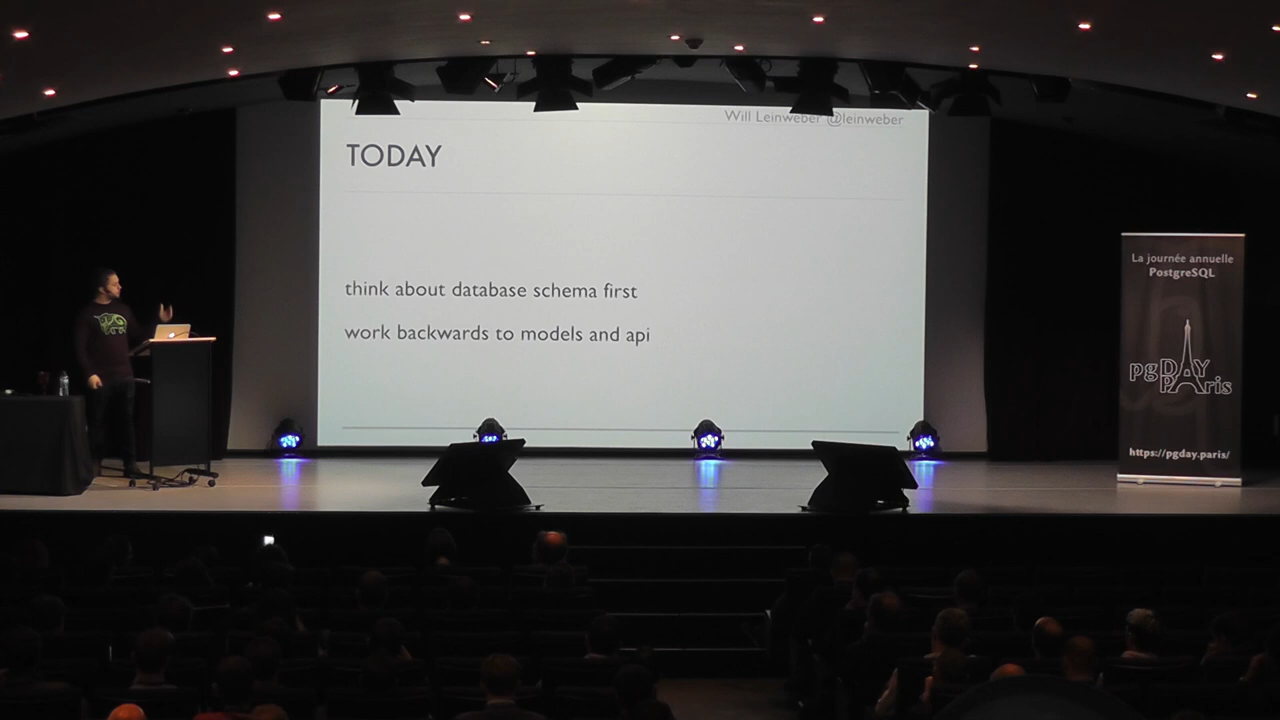 Will Leinweber @leinweber
TODAY
think about database schema first
work backwards to models and api
La journée annuelle
PostgreSQL
pgDAY
PAris
https://pgday.paris/